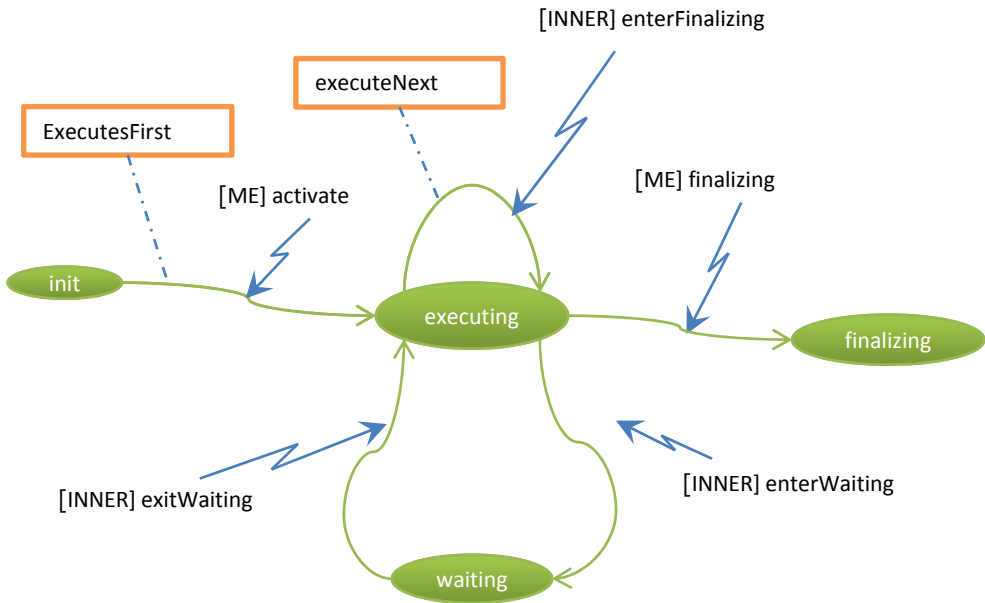 [INNER] enterFinalizing
executeNext
ExecutesFirst
[ME] activate
[ME] finalizing
init
executing
finalizing
[INNER] exitWaiting
[INNER] enterWaiting
waiting